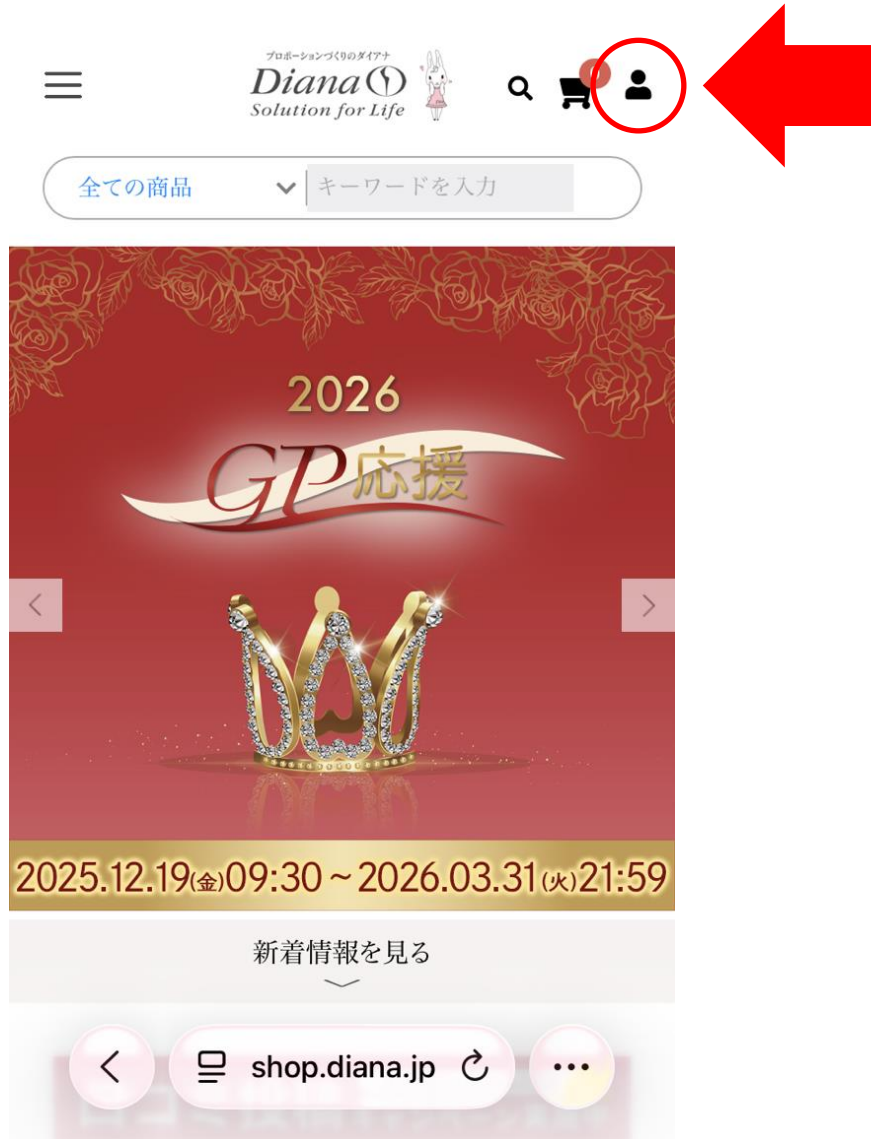 プロポーションづくりのダイアナ
Diana
Solution for Life
全ての商品
キーワードを入力
2026
GP応援
2025.12.19(金)09:30～2026.03.31(火)21:59
新着情報を見る
shop.diana.jp